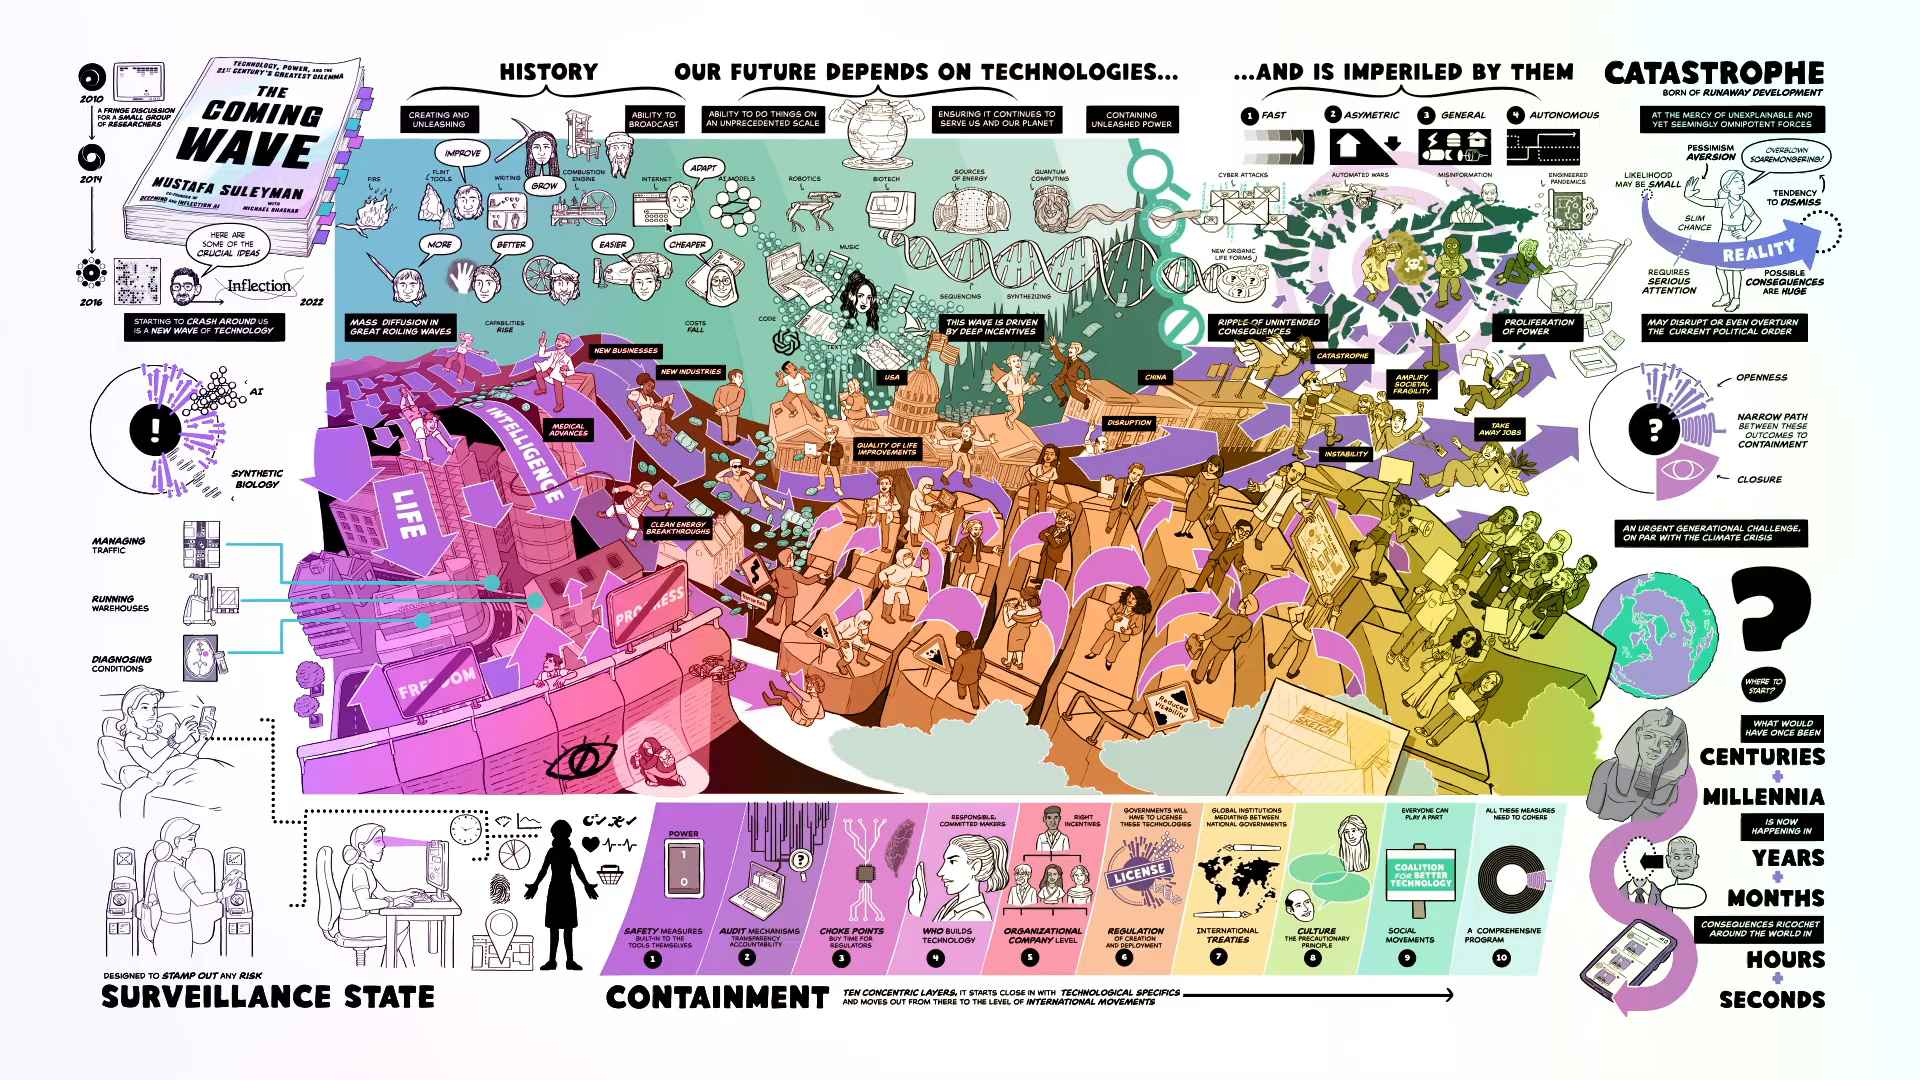 2010
A FRINGE DISCUSSION
FOR A SMALL GROUP
OF RESEARCHERS
2014
2016
TECHNOLOGY, POWER, AND THE
21ST CENTURY'S GREATEST DILEMMA
THE
COMING
WAVE
MUSTAFA SULEYMAN
CO-FOUNDER OF
DEEPMIND AND INFLECTION AI
WITH
MICHAEL BHASKAR
HERE ARE
SOME OF THE
CRUCIAL IDEAS
Inflection
2022
STARTING TO CRASH AROUND US
IS A NEW WAVE OF TECHNOLOGY
AI
SYNTHETIC
BIOLOGY
MANAGING
TRAFFIC
RUNNING
WAREHOUSES
DIAGNOSING
CONDITIONS
HISTORY
CREATING AND
UNLEASHING
ABILITY TO
BROADCAST
IMPROVE
GROW
ADAPT
FIRE
FLINT
TOOLS
WRITING
COMBUSTION
ENGINE
INTERNET
AI MODELS
MORE
BETTER
EASIER
CHEAPER
MASS DIFFUSION IN
GREAT ROILING WAVES
CAPABILITIES
RISE
COSTS
FALL
OUR FUTURE DEPENDS ON TECHNOLOGIES...
ABILITY TO DO THINGS ON
AN UNPRECEDENTED SCALE
ENSURING IT CONTINUES TO
SERVE US AND OUR PLANET
CONTAINING
UNLEASHED POWER
ROBOTICS
BIOTECH
SOURCES
OF ENERGY
QUANTUM
COMPUTING
MUSIC
CODE
TEXT
SEQUENCING
SYNTHESIZING
THIS WAVE IS DRIVEN
BY DEEP INCENTIVES
...AND IS IMPERILED BY THEM
1 FAST
2 ASYMETRIC
3 GENERAL
4 AUTONOMOUS
CYBER ATTACKS
AUTOMATED WARS
MISINFORMATION
ENGINEERED
PANDEMICS
NEW ORGANIC
LIFE FORMS
RIPPLE OF UNINTENDED
CONSEQUENCES
PROLIFERATION
OF POWER
NEW BUSINESSES
NEW INDUSTRIES
MEDICAL
ADVANCES
CLEAN ENERGY
BREAKTHROUGHS
INTELLIGENCE
LIFE
FREEDOM
PROGRESS
USA
QUALITY OF LIFE
IMPROVEMENTS
CHINA
DISRUPTION
CATASTROPHE
AMPLIFY
SOCIETAL
FRAGILITY
INSTABILITY
TAKE
AWAY JOBS
Narrow Path
Reduced
Visability
SKETCH
CATASTROPHE
BORN OF RUNAWAY DEVELOPMENT
AT THE MERCY OF UNEXPLAINABLE AND
YET SEEMINGLY OMNIPOTENT FORCES
PESSIMISM
AVERSION
OVERBLOWN
SCAREMONGERING!
LIKELIHOOD
MAY BE SMALL
TENDENCY
TO DISMISS
SLIM
CHANCE
REALITY
REQUIRES
SERIOUS
ATTENTION
POSSIBLE
CONSEQUENCES
ARE HUGE
MAY DISRUPT OR EVEN OVERTURN
THE CURRENT POLITICAL ORDER
OPENNESS
NARROW PATH
BETWEEN THESE
OUTCOMES TO
CONTAINMENT
CLOSURE
AN URGENT GENERATIONAL CHALLENGE,
ON PAR WITH THE CLIMATE CRISIS
WHERE TO
START?
WHAT WOULD
HAVE ONCE BEEN
CENTURIES
+
MILLENNIA
IS NOW
HAPPENING IN
YEARS
+
MONTHS
CONSEQUENCES RICOCHET
AROUND THE WORLD IN
HOURS
+
SECONDS
DESIGNED TO STAMP OUT ANY RISK
SURVEILLANCE STATE
POWER
1
0
SAFETY MEASURES
BUILT-IN TO THE
TOOLS THEMSELVES
1
AUDIT MECHANISMS
TRANSPARENCY
ACCOUNTABILITY
2
CHOKE POINTS
BUY TIME FOR
REGULATORS
3
RESPONSIBLE,
COMMITTED MAKERS
WHO BUILDS
TECHNOLOGY
4
RIGHT
INCENTIVES
ORGANIZATIONAL
COMPANY LEVEL
5
GOVERNMENTS WILL
HAVE TO LICENSE
THESE TECHNOLOGIES
LICENSE
REGULATION
OF CREATION
AND DEPLOYMENT
6
GLOBAL INSTITUTIONS
MEDIATING BETWEEN
NATIONAL GOVERNMENTS
INTERNATIONAL
TREATIES
7
CULTURE
THE PRECAUTIONARY
PRINCIPLE
8
EVERYONE CAN
PLAY A PART
COALITION
FOR BETTER
TECHNOLOGY
SOCIAL
MOVEMENTS
9
ALL THESE MEASURES
NEED TO COHERE
A COMPREHENSIVE
PROGRAM
10
CONTAINMENT
TEN CONCENTRIC LAYERS, IT STARTS CLOSE IN WITH TECHNOLOGICAL SPECIFICS
AND MOVES OUT FROM THERE TO THE LEVEL OF INTERNATIONAL MOVEMENTS